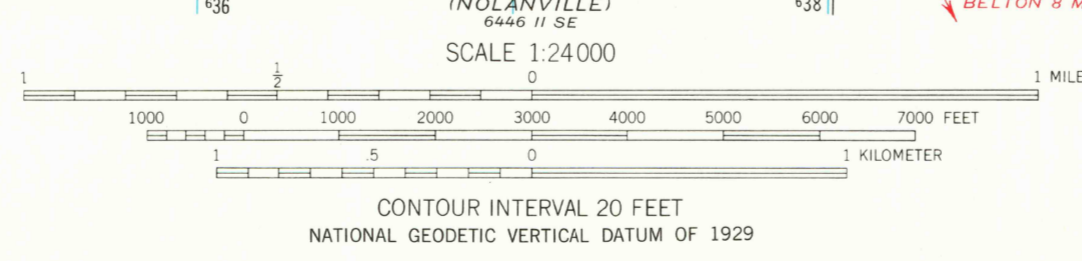 ⁶36 (NOLANVILLE) ⁶38 BELTON 8 M
6446 II SE
SCALE 1:24000
1 ½ 0 1 MILE
1000 0 1000 2000 3000 4000 5000 6000 7000 FEET
1 .5 0 1 KILOMETER
CONTOUR INTERVAL 20 FEET
NATIONAL GEODETIC VERTICAL DATUM OF 1929